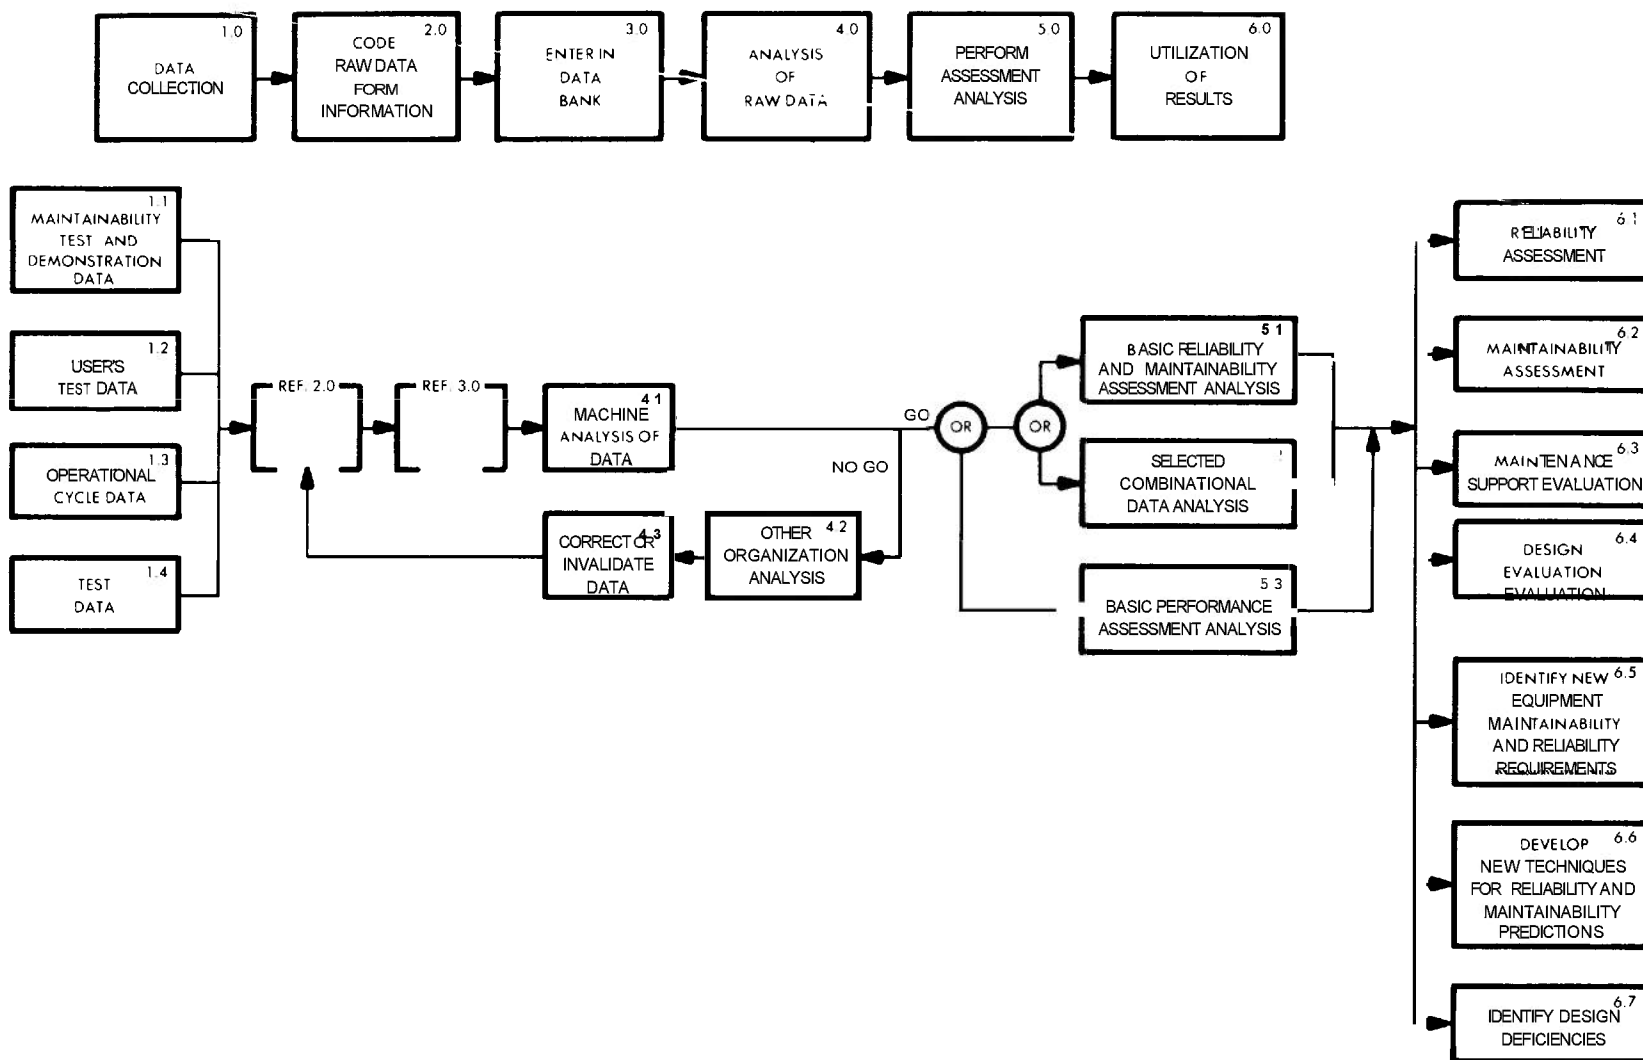 1.0
DATA
COLLECTION
2.0
CODE
RAW DATA
FORM
INFORMATION
3.0
ENTER IN
DATA
BANK
4.0
ANALYSIS
OF
RAW DATA
5.0
PERFORM
ASSESSMENT
ANALYSIS
6.0
UTILIZATION
OF
RESULTS
1.1
MAINTAINABILITY
TEST AND
DEMONSTRATION
DATA
1.2
USER'S
TEST DATA
1.3
OPERATIONAL
CYCLE DATA
1.4
TEST
DATA
REF. 2.0
REF. 3.0
4.1
MACHINE
ANALYSIS OF
DATA
GO
NO GO
4.2
OTHER
ORGANIZATION
ANALYSIS
4.3
CORRECT OR
INVALIDATE
DATA
OR
OR
5.1
BASIC RELIABILITY
AND MAINTAINABILITY
ASSESSMENT ANALYSIS
SELECTED
COMBINATIONAL
DATA ANALYSIS
5.3
BASIC PERFORMANCE
ASSESSMENT ANALYSIS
6.1
RELIABILITY
ASSESSMENT
6.2
MAINTAINABILITY
ASSESSMENT
6.3
MAINTENANCE
SUPPORT EVALUATION
6.4
DESIGN
EVALUATION
EVALUATION
6.5
IDENTIFY NEW
EQUIPMENT
MAINTAINABILITY
AND RELIABILITY
REQUIREMENTS
6.6
DEVELOP
NEW TECHNIQUES
FOR RELIABILITY AND
MAINTAINABILITY
PREDICTIONS
6.7
IDENTIFY DESIGN
DEFICIENCIES